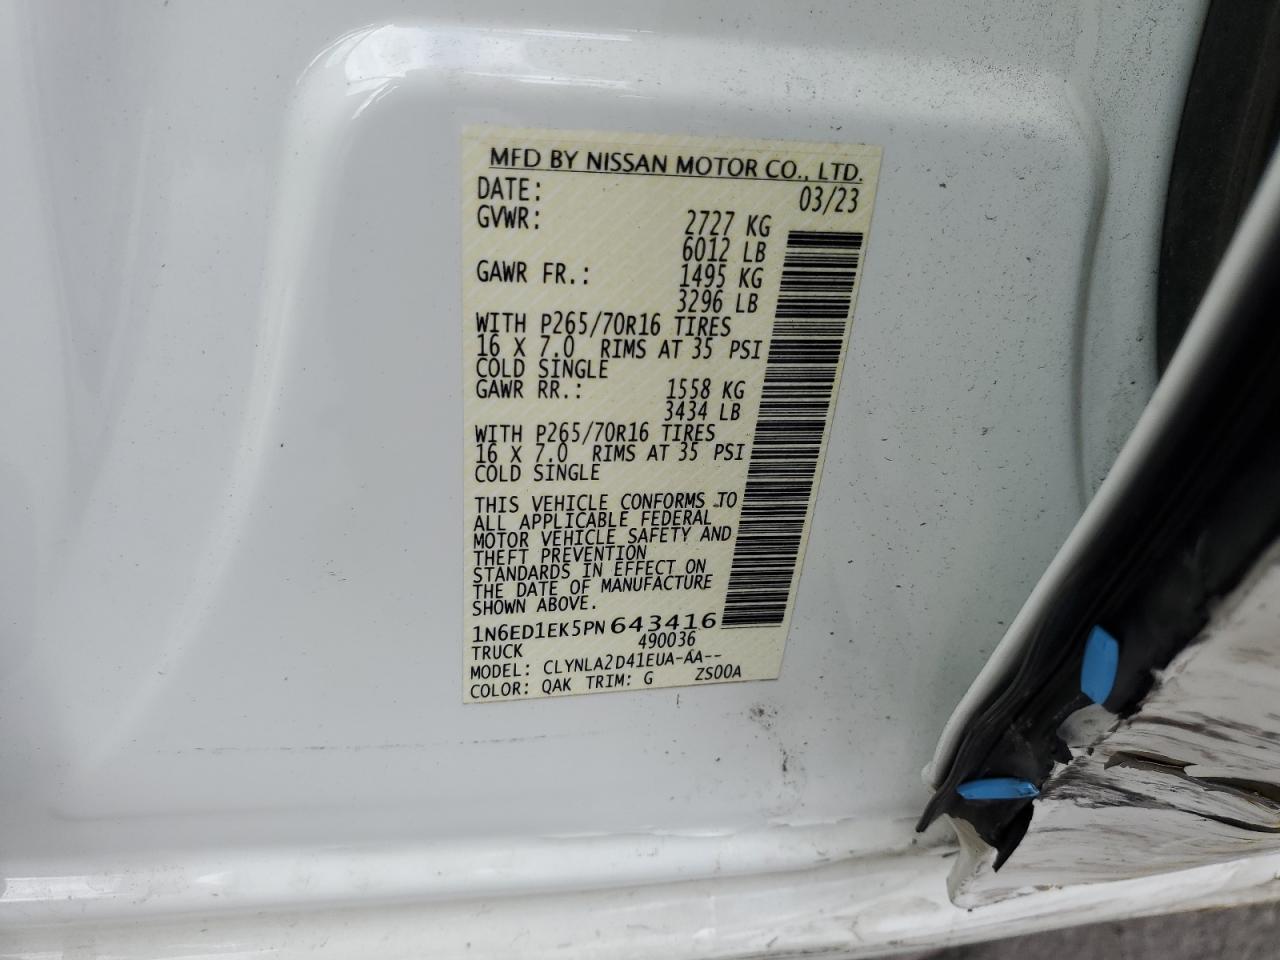 MFD BY NISSAN MOTOR CO., LTD.
DATE: 03/23
GVWR: 2727 KG
6012 LB
GAWR FR.: 1495 KG
3296 LB
WITH P265/70R16 TIRES
16 X 7.0 RIMS AT 35 PSI
COLD SINGLE
GAWR RR.: 1558 KG
3434 LB
WITH P265/70R16 TIRES
16 X 7.0 RIMS AT 35 PSI
COLD SINGLE
THIS VEHICLE CONFORMS TO
ALL APPLICABLE FEDERAL
MOTOR VEHICLE SAFETY AND
THEFT PREVENTION
STANDARDS IN EFFECT ON
THE DATE OF MANUFACTURE
SHOWN ABOVE.
1N6ED1EK5PN643416
TRUCK 490036
MODEL: CLYNLA2D41EUA-AA--
COLOR: QAK TRIM: G ZS00A